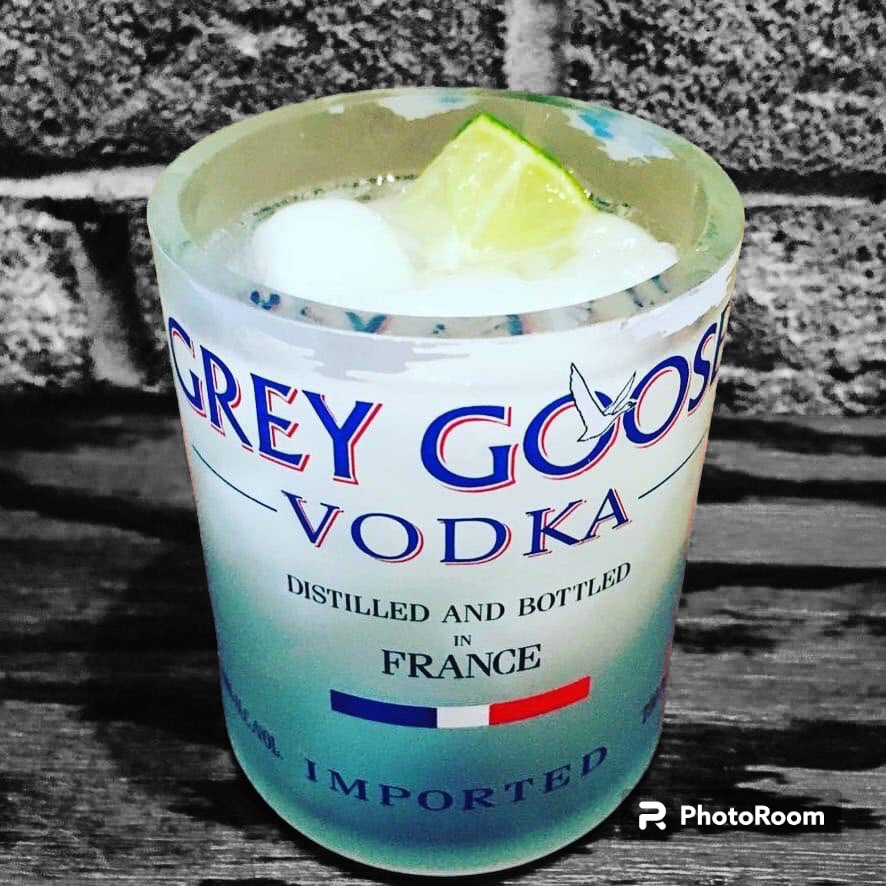 GREY GOOSE
VODKA
DISTILLED AND BOTTLED
IN
FRANCE
IMPORTED
PhotoRoom